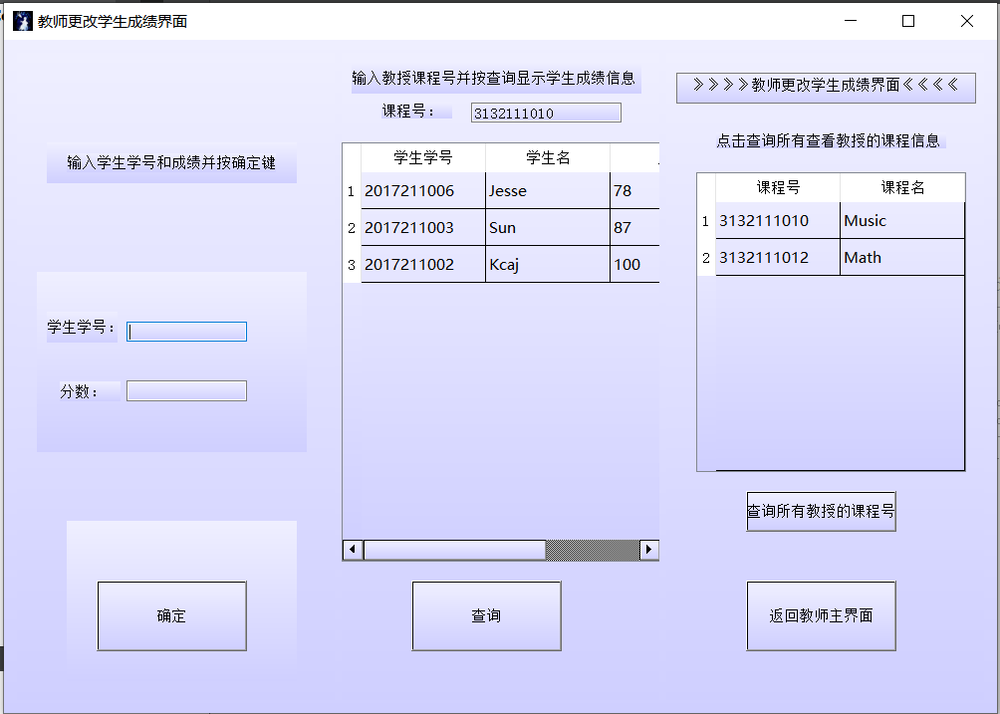 教师更改学生成绩界面
输入学生学号和成绩并按确定键
学生学号：
分数：
确定
输入教授课程号并按查询显示学生成绩信息
课程号： 3132111010
学生学号 学生名
1 2017211006 Jesse 78
2 2017211003 Sun 87
3 2017211002 Kcaj 100
查询
》》》》教师更改学生成绩界面《《《《
点击查询所有查看教授的课程信息
课程号 课程名
1 3132111010 Music
2 3132111012 Math
查询所有教授的课程号
返回教师主界面